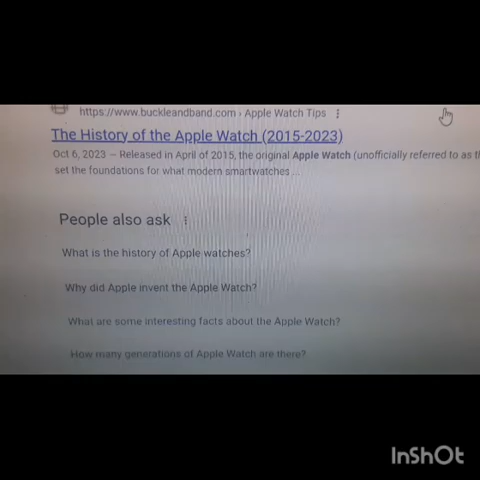 https://www.buckleandband.com › Apple Watch Tips
The History of the Apple Watch (2015-2023)
Oct 6, 2023 — Released in April of 2015, the original Apple Watch (unofficially referred to as
set the foundations for what modern smartwatches ...
People also ask
What is the history of Apple watches?
Why did Apple invent the Apple Watch?
What are some interesting facts about the Apple Watch?
How many generations of Apple Watch are there?
InShOt